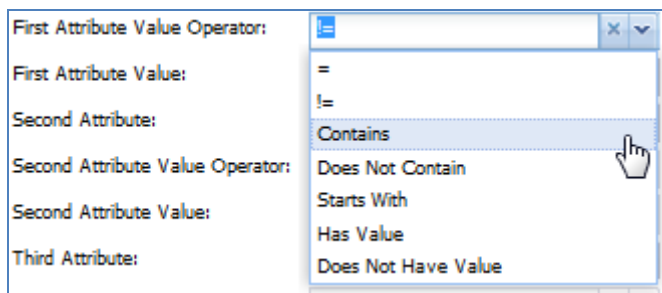 First Attribute Value Operator: !=
First Attribute Value: =
!=
Second Attribute: Contains
Second Attribute Value Operator: Does Not Contain
Second Attribute Value: Starts With
Has Value
Third Attribute: Does Not Have Value